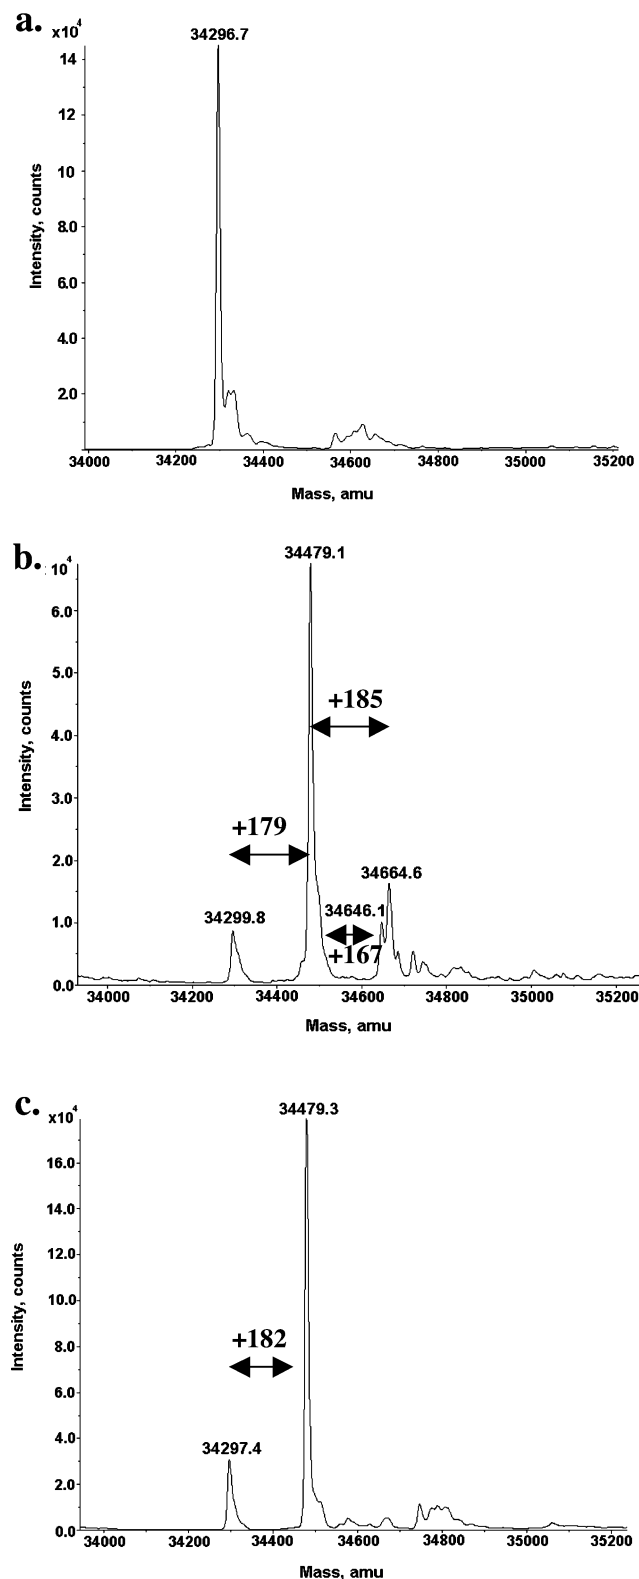 a.
x10⁴
34296.7
14
12
10
8.0
6.0
4.0
2.0
Intensity, counts
34000 34200 34400 34600 34800 35000 35200
Mass, amu
b.
10⁴
34479.1
6.0
5.0
4.0
3.0
2.0
1.0
0.0
Intensity, counts
+185
+179
34664.6
34299.8
34646.1
+167
34000 34200 34400 34600 34800 35000 35200
Mass, amu
c.
x10⁴
34479.3
16.0
14.0
12.0
10.0
8.0
6.0
4.0
2.0
0.0
Intensity, counts
+182
34297.4
34000 34200 34400 34600 34800 35000 35200
Mass, amu